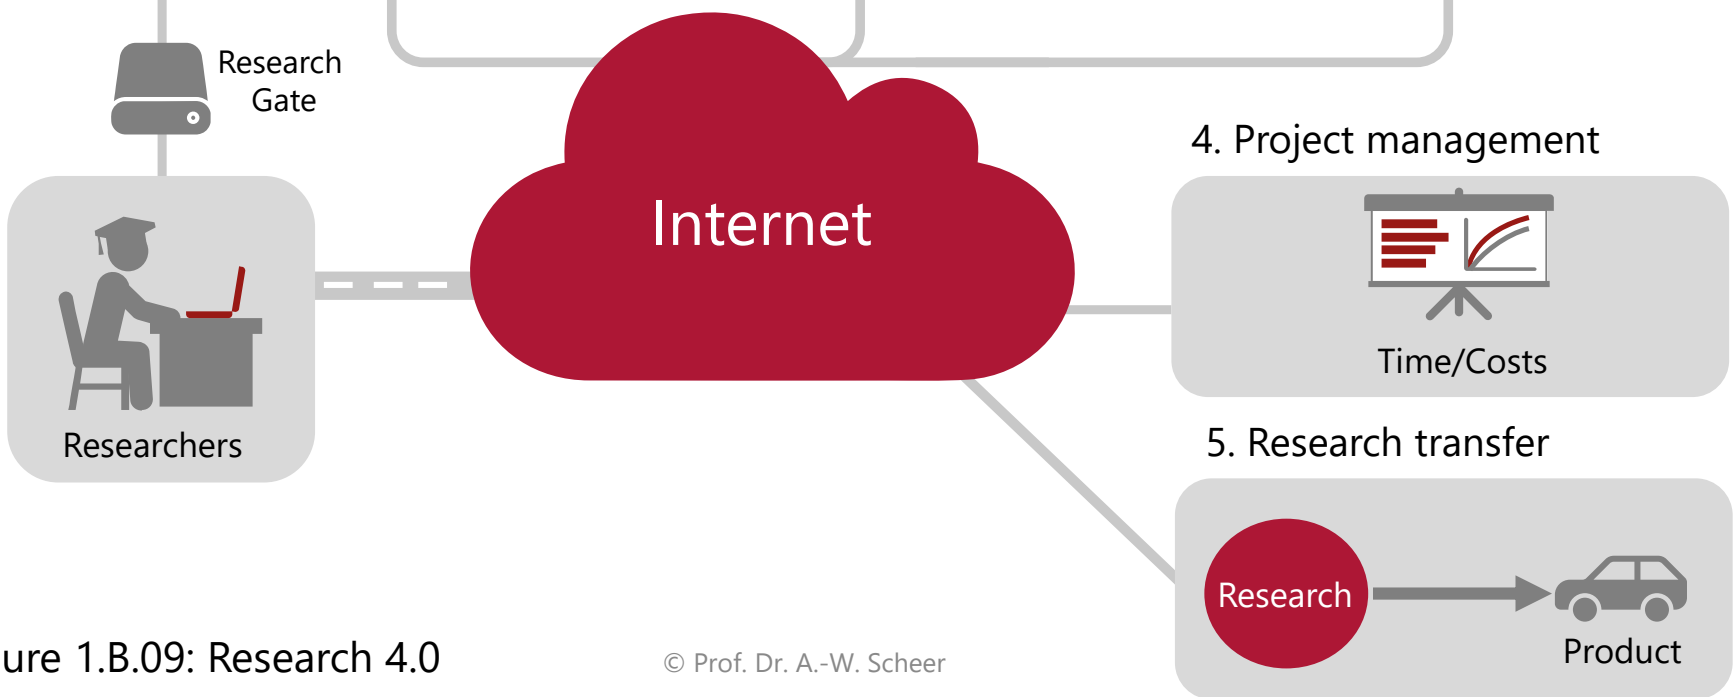 Research
Gate
4. Project management
Internet
Time/Costs
Researchers
5. Research transfer
Research
Product
ure 1.B.09: Research 4.0
© Prof. Dr. A.-W. Scheer